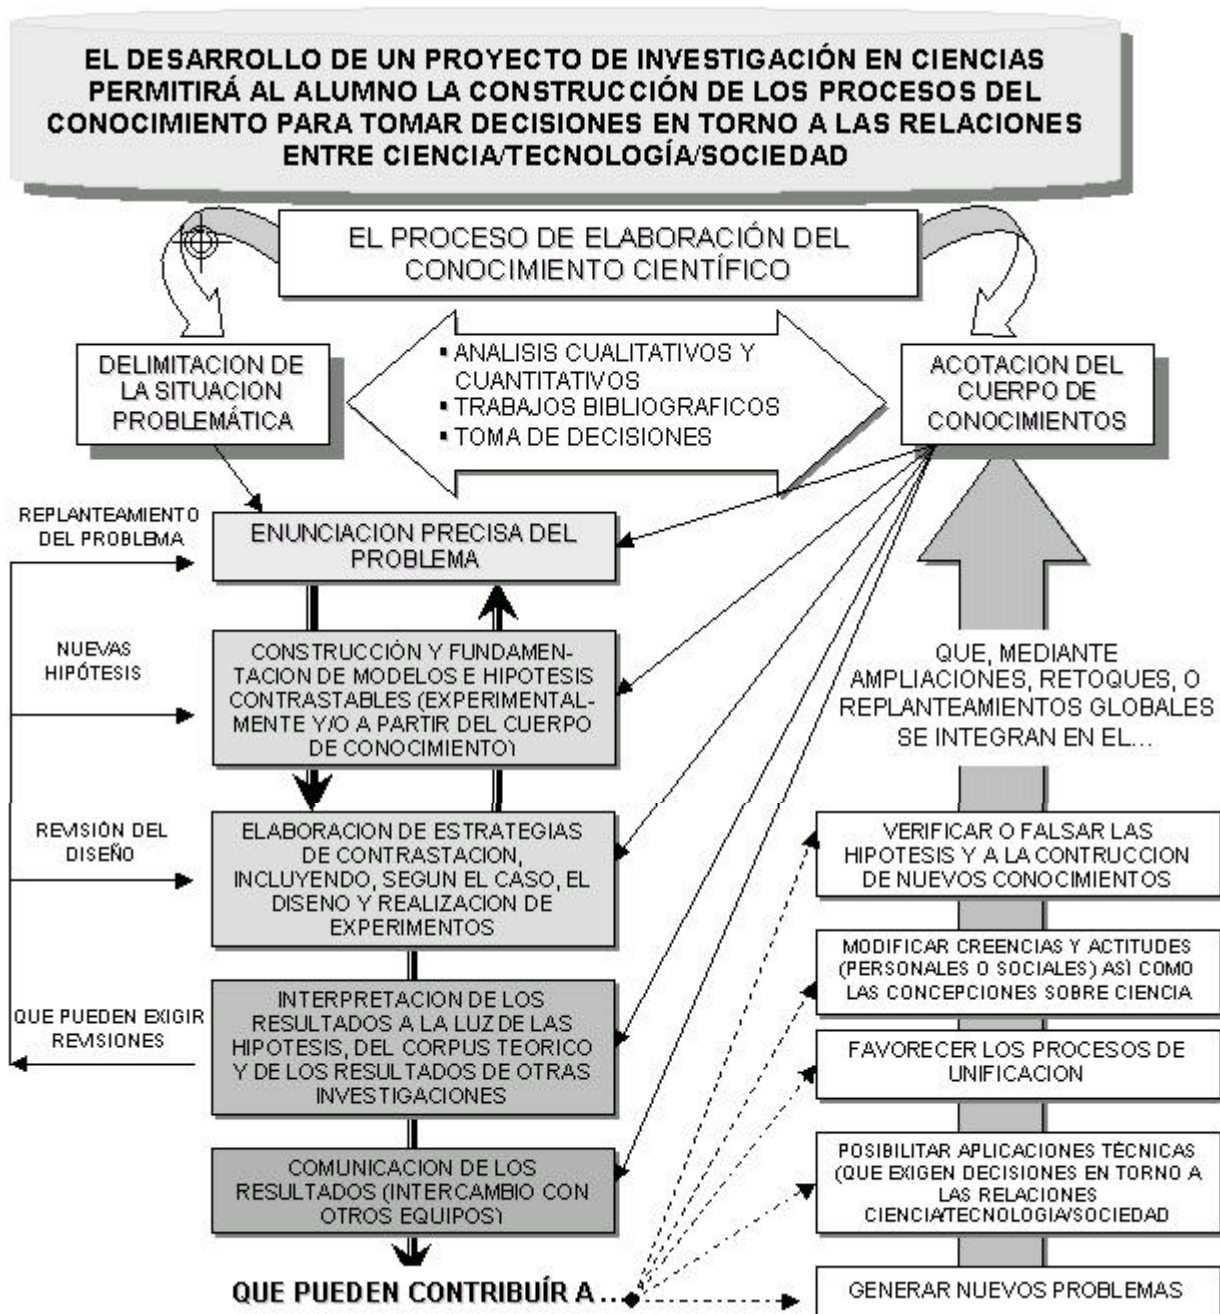 EL DESARROLLO DE UN PROYECTO DE INVESTIGACIÓN EN CIENCIAS
PERMITIRÁ AL ALUMNO LA CONSTRUCCIÓN DE LOS PROCESOS DEL
CONOCIMIENTO PARA TOMAR DECISIONES EN TORNO A LAS RELACIONES
ENTRE CIENCIA/TECNOLOGÍA/SOCIEDAD
EL PROCESO DE ELABORACIÓN DEL
CONOCIMIENTO CIENTÍFICO
DELIMITACION DE
LA SITUACION
PROBLEMÁTICA
▪ ANALISIS CUALITATIVOS Y
CUANTITATIVOS
▪ TRABAJOS BIBLIOGRAFICOS
▪ TOMA DE DECISIONES
ACOTACION DEL
CUERPO DE
CONOCIMIENTOS
REPLANTEAMIENTO
DEL PROBLEMA
ENUNCIACION PRECISA DEL
PROBLEMA
NUEVAS
HIPÓTESIS
CONSTRUCCIÓN Y FUNDAMEN-
TACION DE MODELOS E HIPOTESIS
CONTRASTABLES (EXPERIMENTAL-
MENTE Y/O A PARTIR DEL CUERPO
DE CONOCIMIENTO)
REVISIÓN DEL
DISEÑO
ELABORACION DE ESTRATEGIAS
DE CONTRASTACION,
INCLUYENDO, SEGUN EL CASO, EL
DISENO Y REALIZACION DE
EXPERIMENTOS
QUE PUEDEN EXIGIR
REVISIONES
INTERPRETACION DE LOS
RESULTADOS A LA LUZ DE LAS
HIPOTESIS, DEL CORPUS TEORICO
Y DE LOS RESULTADOS DE OTRAS
INVESTIGACIONES
COMUNICACION DE LOS
RESULTADOS (INTERCAMBIO CON
OTROS EQUIPOS)
QUE PUEDEN CONTRIBUÍR A ...
QUE, MEDIANTE
AMPLIACIONES, RETOQUES, O
REPLANTEAMIENTOS GLOBALES
SE INTEGRAN EN EL...
VERIFICAR O FALSAR LAS
HIPOTESIS Y A LA CONTRUCCION
DE NUEVOS CONOCIMIENTOS
MODIFICAR CREENCIAS Y ACTITUDES
(PERSONALES O SOCIALES) ASÌ COMO
LAS CONCEPCIONES SOBRE CIENCIA
FAVORECER LOS PROCESOS DE
UNIFICACION
POSIBILITAR APLICACIONES TÉCNICAS
(QUE EXIGEN DECISIONES EN TORNO A
LAS RELACIONES
CIENCIA/TECNOLOGIA/SOCIEDAD
GENERAR NUEVOS PROBLEMAS